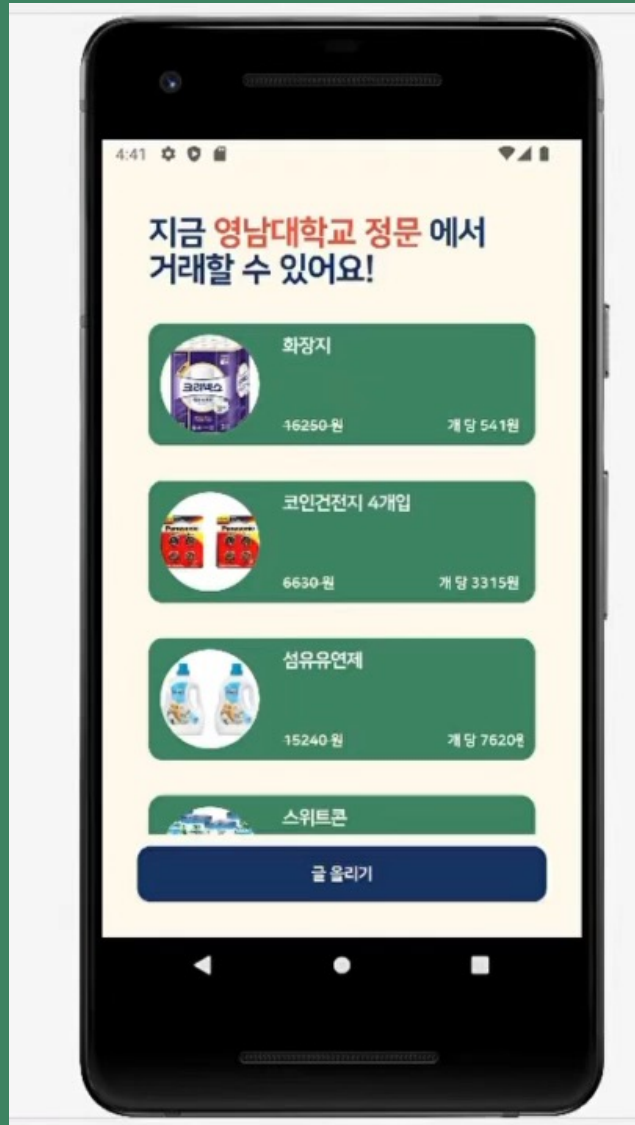 4:41
지금 영남대학교 정문 에서
거래할 수 있어요!
화장지
크리넥스
16250 원
개 당 541원
코인건전지 4개입
Panasonic
Panasonic
6630 원
개 당 3315원
섬유유연제
15240 원
개 당 7620원
스위트콘
글 올리기